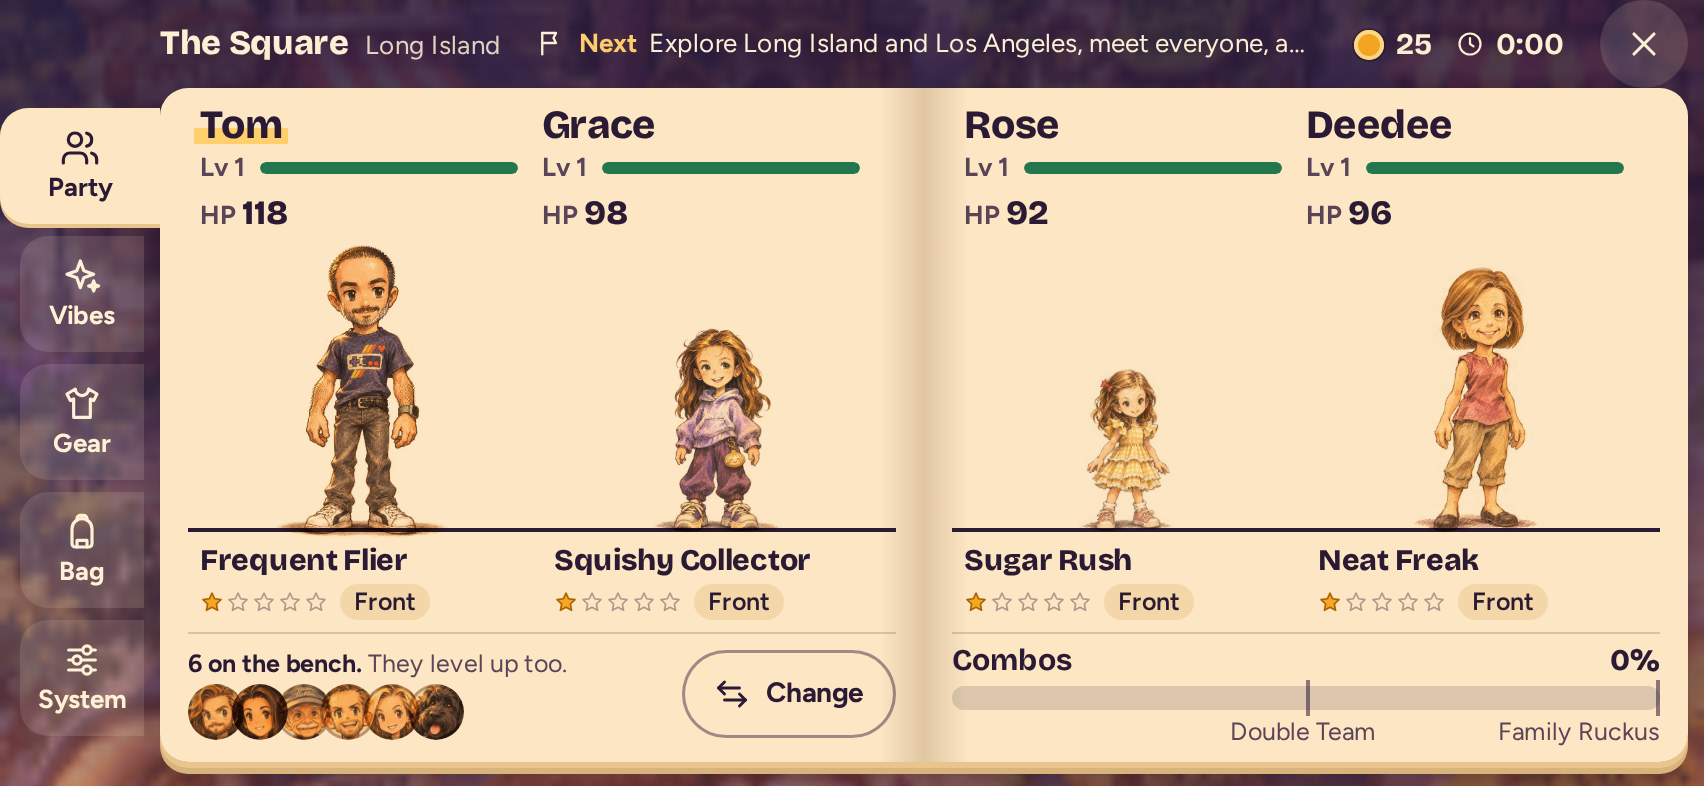 The Square Long Island Next Explore Long Island and Los Angeles, meet everyone, a... 25 0:00
Party
Vibes
Gear
Bag
System
Tom
Lv 1
HP 118
Frequent Flier
Front
Grace
Lv 1
HP 98
Squishy Collector
Front
6 on the bench. They level up too.
Change
Rose
Lv 1
HP 92
Sugar Rush
Front
Deedee
Lv 1
HP 96
Neat Freak
Front
Combos 0%
Double Team Family Ruckus